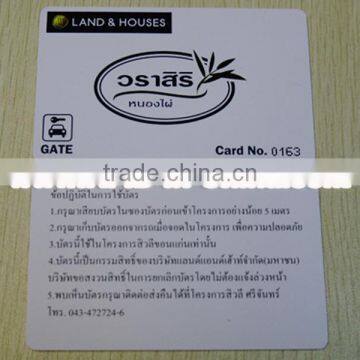 LAND & HOUSES
วราสิริ
หนองไผ่
GATE
Card No. 0163
trade.china.com
ข้อปฏิบัติในการใช้บัตร
1.กรุณาเสียบบัตรในซองบัตรก่อนเข้าโครงการอย่างน้อย 5 เมตร
2.กรุณาเก็บบัตรออกจากรถเมื่อจอดในโครงการ เพื่อความปลอดภัย
3.บัตรนี้ใช้ในโครงการสิวลีขอนแก่นเท่านั้น
4.บัตรนี้เป็นกรรมสิทธิ์ของบริษัทแลนด์แอนด์เฮ้าส์จำกัด(มหาชน)
บริษัทขอสงวนสิทธิ์ในการยกเลิกบัตรโดยไม่ต้องแจ้งล่วงหน้า
5.พบเห็นบัตรกรุณาติดต่อส่งคืนได้ที่โครงการสิวลี ศรีจันทร์
โทร. 043-472724-6